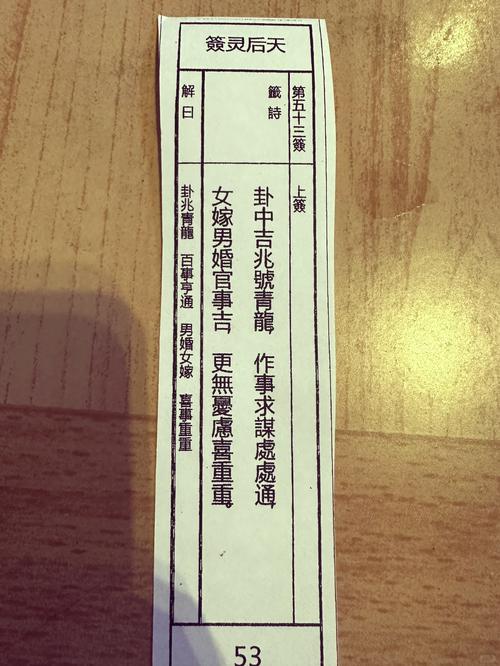 天后灵簽
第五十三簽 上簽
籤詩
卦中吉兆號青龍，作事求謀處處通，
女嫁男婚官事吉，更無憂慮喜重重。
解曰
卦兆青龍 百事亨通 男婚女嫁 喜事重重
53